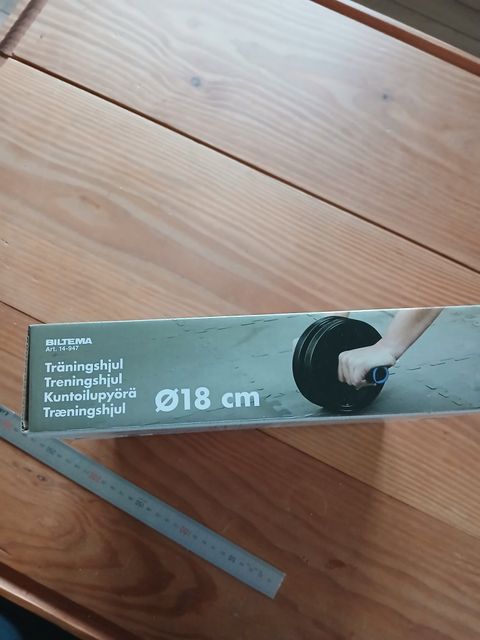 BILTEMA
Art. 14-947
Träningshjul
Treningshjul
Kuntoilupyörä
Træningshjul
Ø18 cm